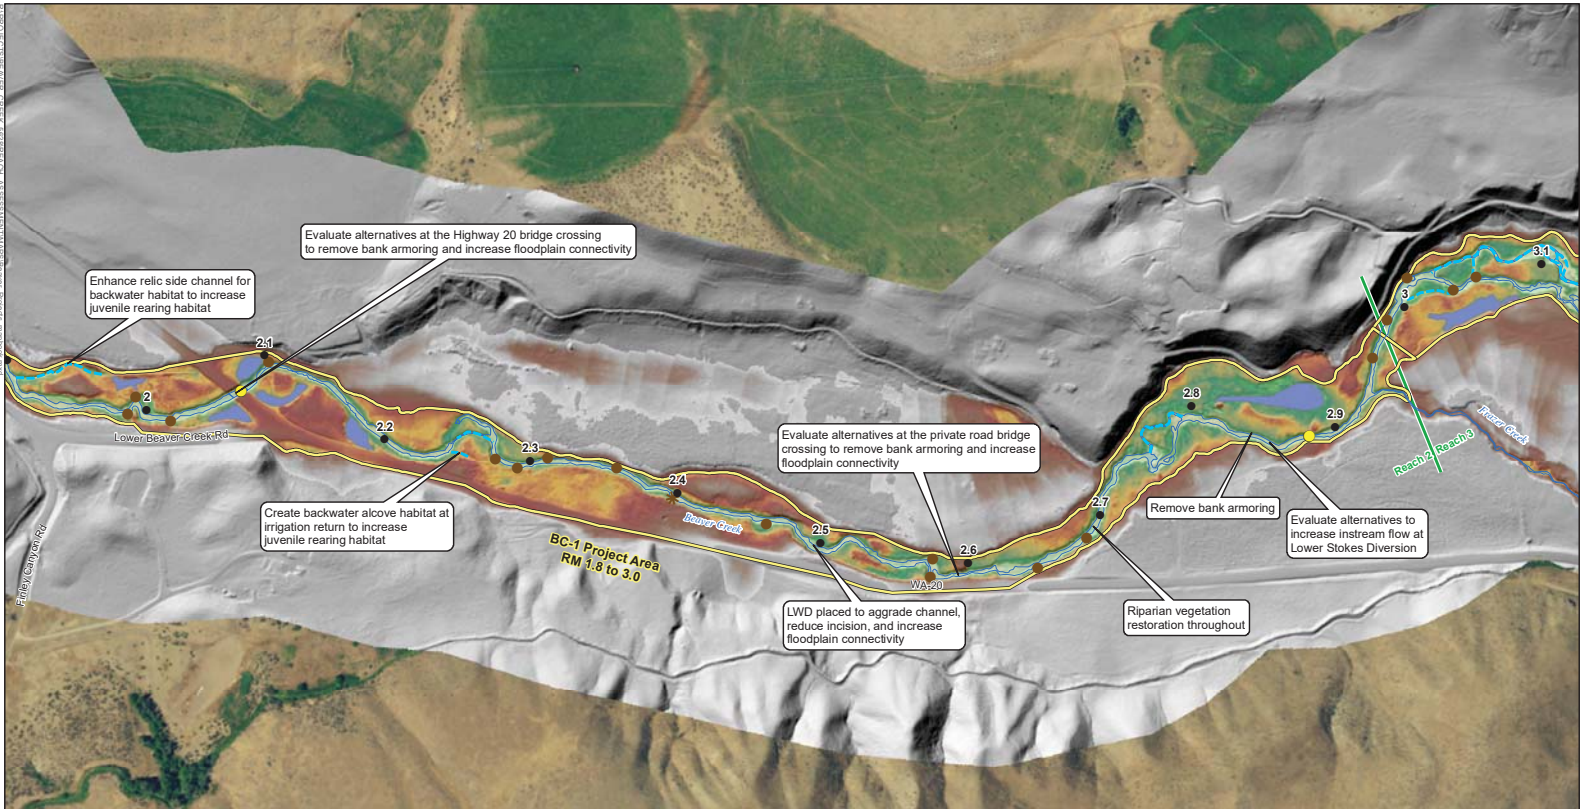 Evaluate alternatives at the Highway 20 bridge crossing
to remove bank armoring and increase floodplain connectivity
Enhance relic side channel for
backwater habitat to increase
juvenile rearing habitat
3.1
3
2.1
2
2.2
2.3
2.4
2.5
2.6
2.7
2.8
2.9
Lower Beaver Creek Rd
Finley Canyon Rd
Create backwater alcove habitat at
irrigation return to increase
juvenile rearing habitat
BC-1 Project Area
RM 1.8 to 3.0
Beaver Creek
Evaluate alternatives at the private road bridge
crossing to remove bank armoring and increase
floodplain connectivity
WA-20
LWD placed to aggrade channel,
reduce incision, and increase
floodplain connectivity
Remove bank armoring
Evaluate alternatives to
increase instream flow at
Lower Stokes Diversion
Riparian vegetation
restoration throughout
Reach 2
Reach 3
Frazer Creek